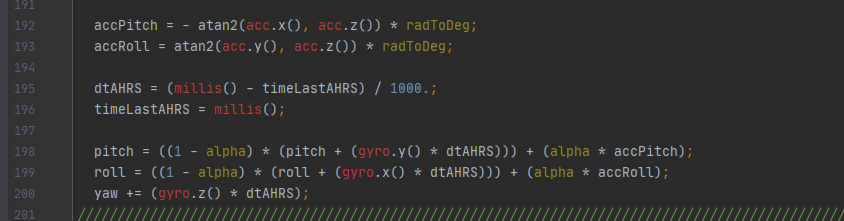 191
192 accPitch = - atan2(acc.x(), acc.z()) * radToDeg;
193 accRoll = atan2(acc.y(), acc.z()) * radToDeg;
194
195 dtAHRS = (millis() - timeLastAHRS) / 1000.;
196 timeLastAHRS = millis();
197
198 pitch = ((1 - alpha) * (pitch + (gyro.y() * dtAHRS))) + (alpha * accPitch);
199 roll = ((1 - alpha) * (roll + (gyro.x() * dtAHRS))) + (alpha * accRoll);
200 yaw += (gyro.z() * dtAHRS);
201 ////////////////////////////////////////////////////////////////////////////////////////////////